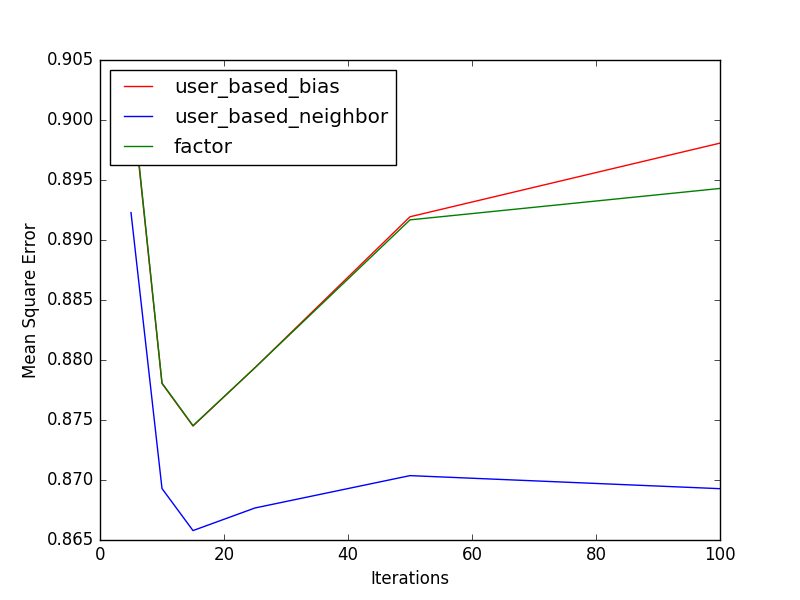 0.905
0.900
0.895
0.890
0.885
0.880
0.875
0.870
0.865
Mean Square Error
user_based_bias
user_based_neighbor
factor
0 20 40 60 80 100
Iterations